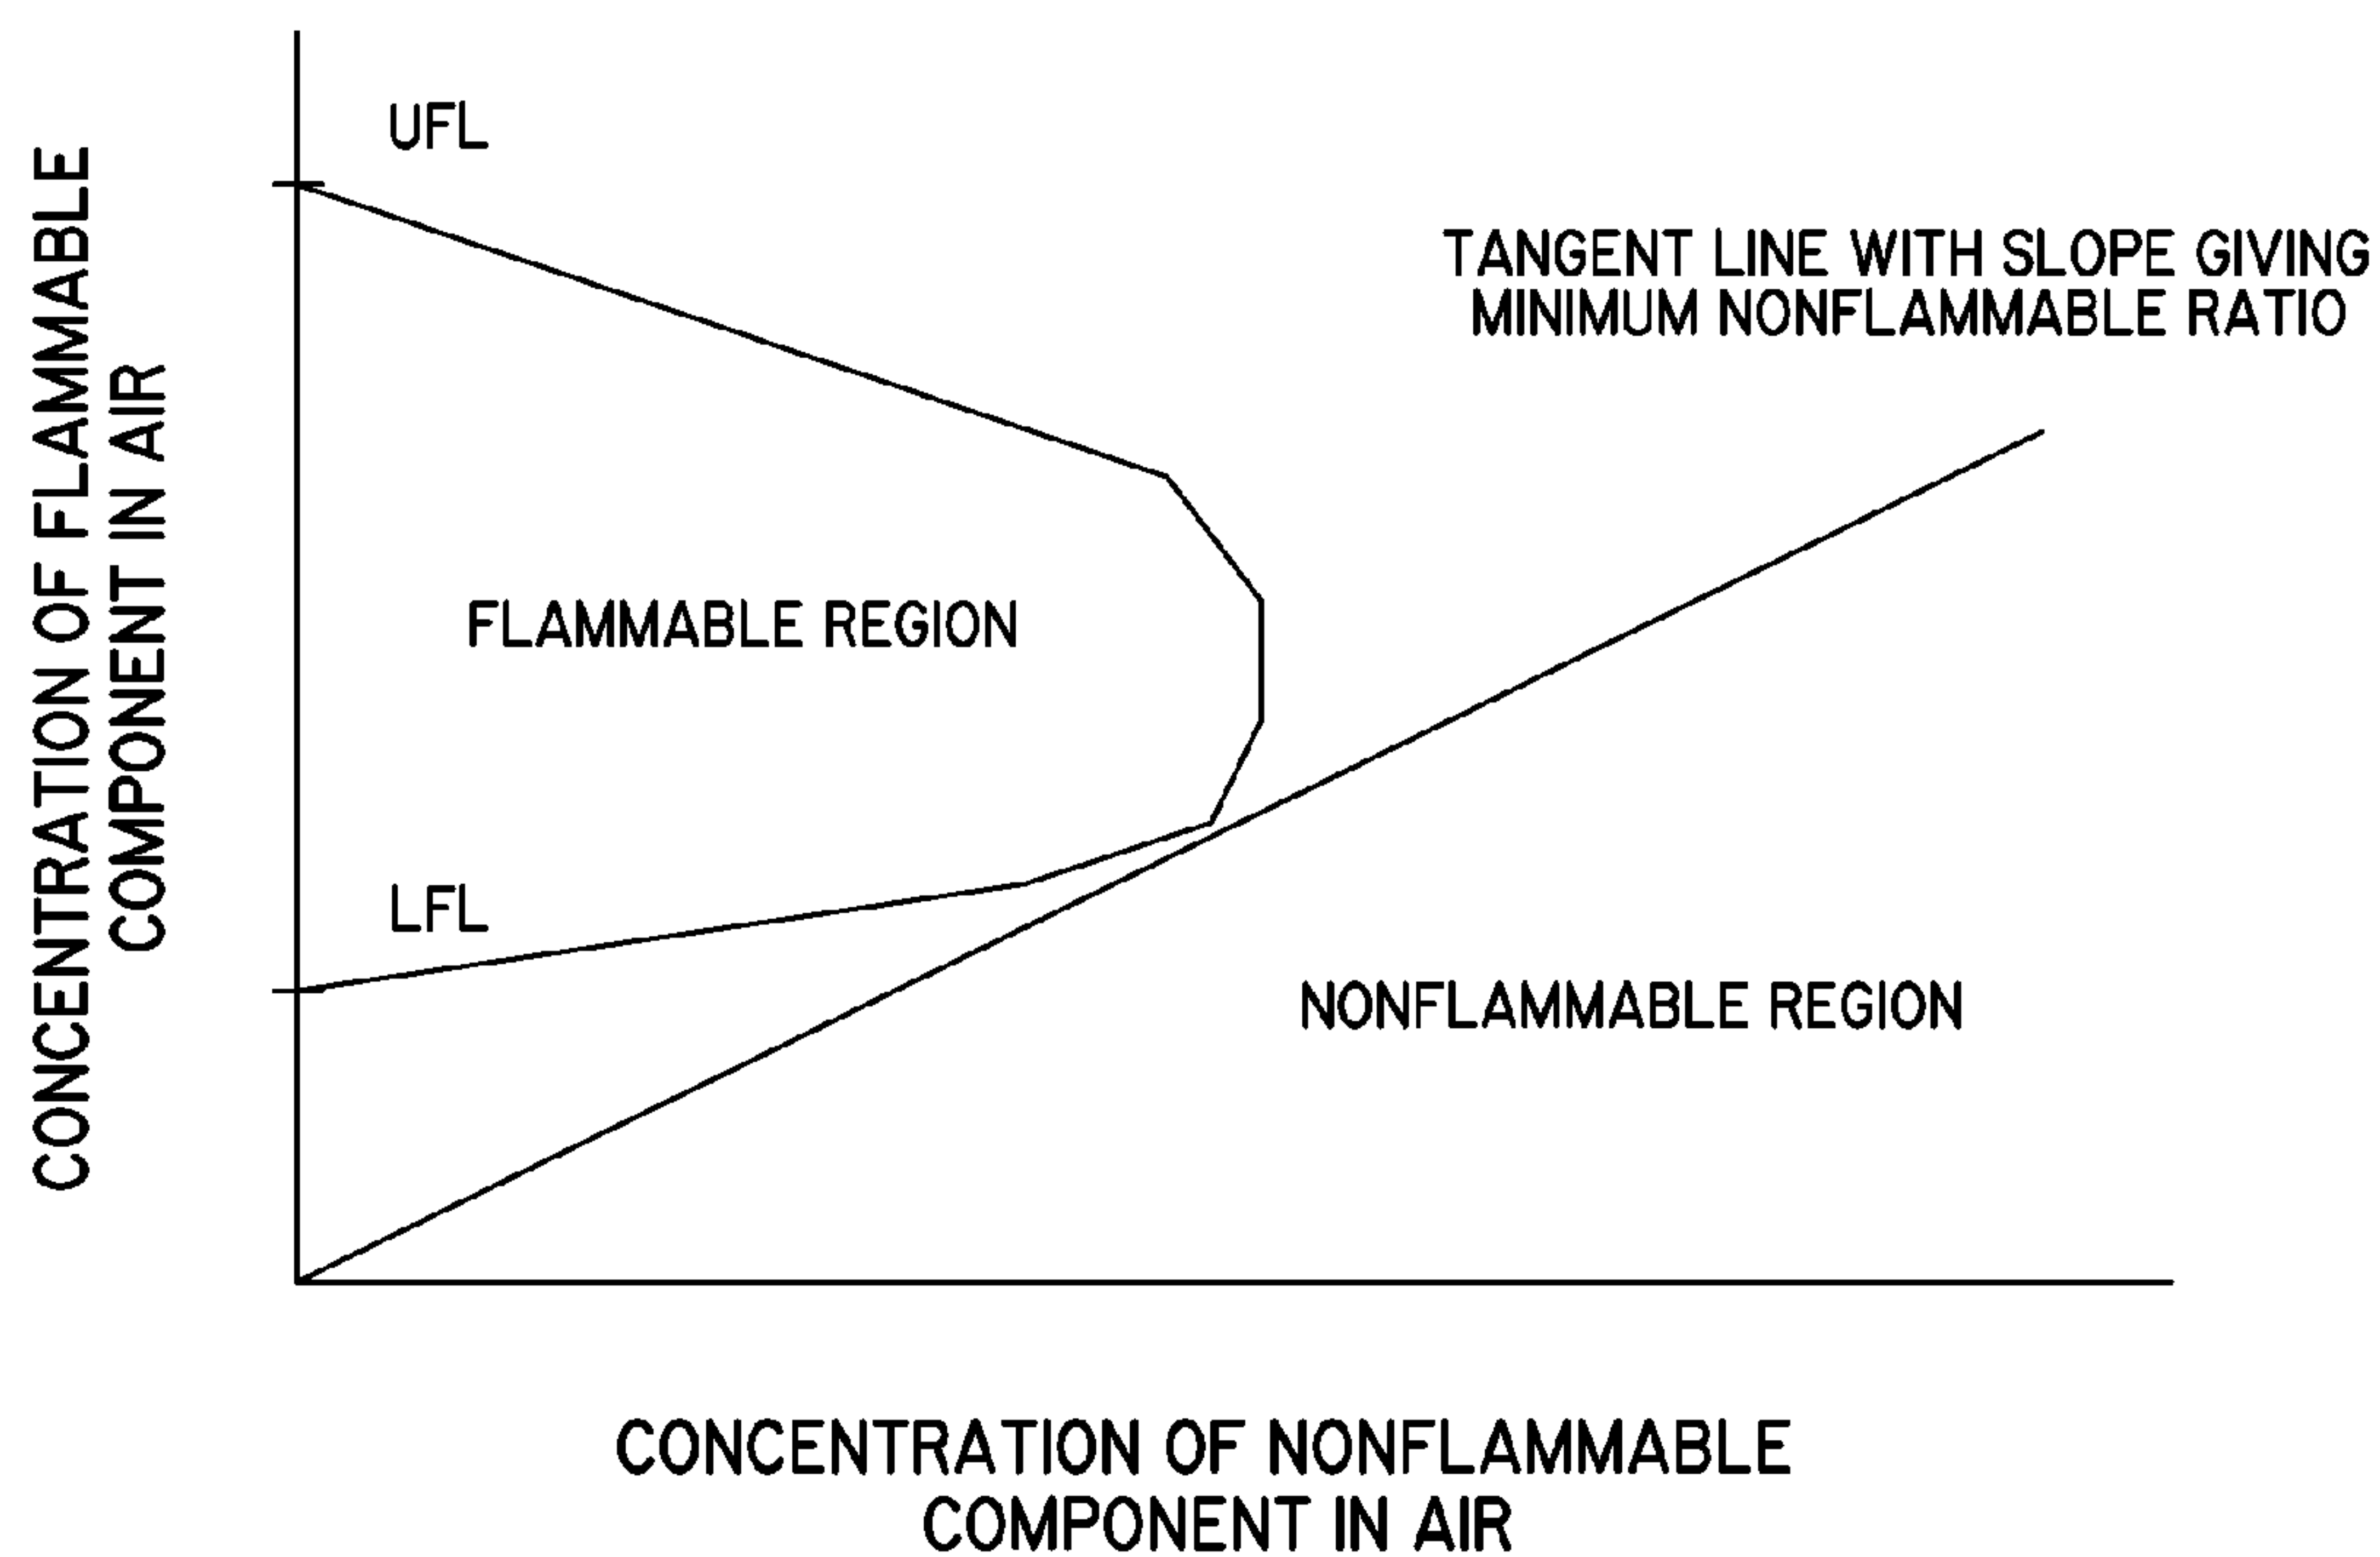 UFL
TANGENT LINE WITH SLOPE GIVING
MINIMUM NONFLAMMABLE RATIO
CONCENTRATION OF FLAMMABLE
COMPONENT IN AIR
FLAMMABLE REGION
LFL
NONFLAMMABLE REGION
CONCENTRATION OF NONFLAMMABLE
COMPONENT IN AIR